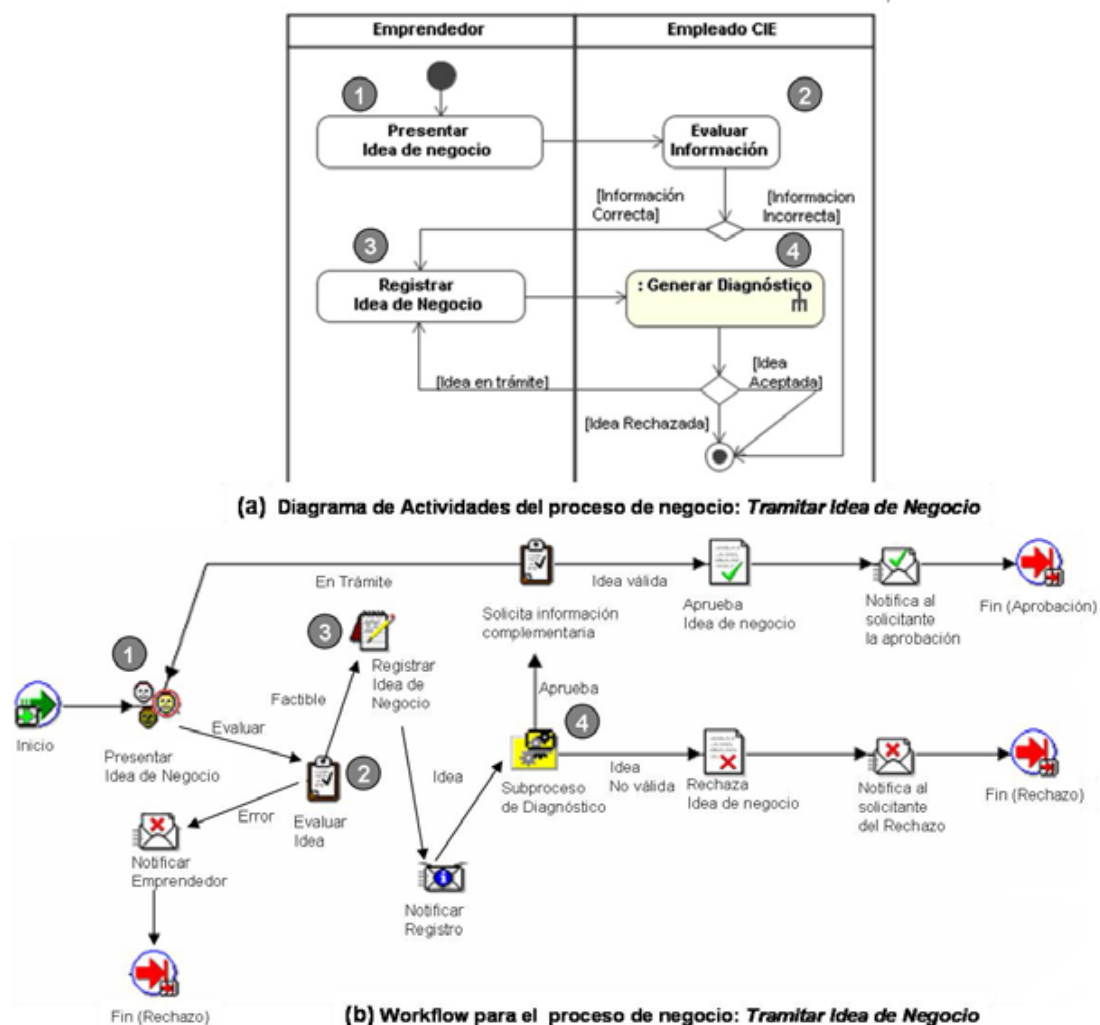 Emprendedor
Empleado CIE
1
2
Presentar
Idea de negocio
Evaluar
Información
[Información
Correcta]
[Informacion
Incorrecta]
3
4
Registrar
Idea de Negocio
: Generar Diagnóstico
[Idea en trámite]
[Idea
Aceptada]
[Idea Rechazada]
(a) Diagrama de Actividades del proceso de negocio: Tramitar Idea de Negocio
En Trámite
Idea válida
Solicita información
complementaria
Aprueba
Idea de negocio
Notifica al
solicitante
la aprobación
Fin (Aprobación)
1
3
Registrar
Idea de
Negocio
Factible
Aprueba
Inicio
Evaluar
Presentar
Idea de Negocio
2
Evaluar
Idea
Error
Idea
4
Subproceso
de Diagnóstico
Idea
No válida
Rechaza
Idea de negocio
Notifica al
solicitante
del Rechazo
Fin (Rechazo)
Notificar
Emprendedor
Notificar
Registro
Fin (Rechazo)
(b) Workflow para el proceso de negocio: Tramitar Idea de Negocio